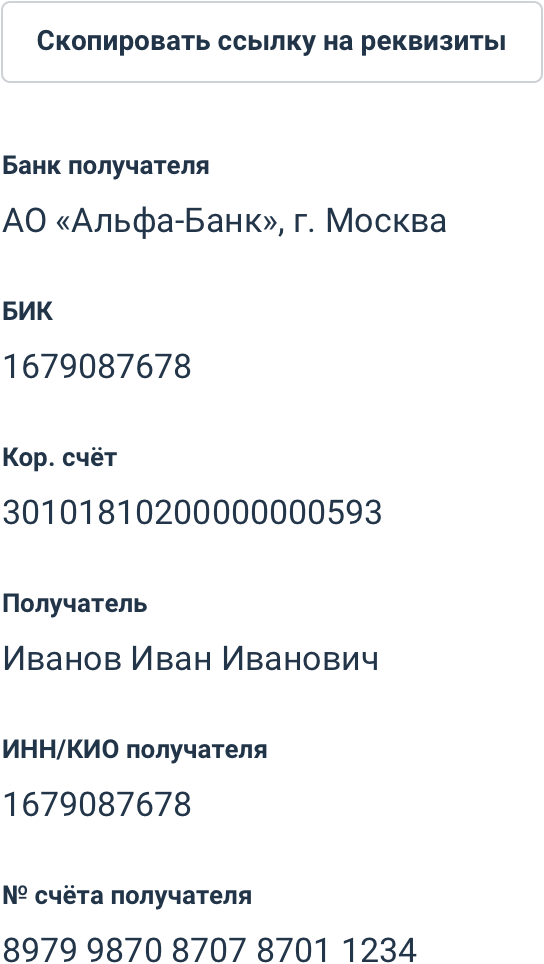 Скопировать ссылку на реквизиты
Банк получателя
АО «Альфа-Банк», г. Москва
БИК
1679087678
Кор. счёт
30101810200000000593
Получатель
Иванов Иван Иванович
ИНН/КИО получателя
1679087678
№ счёта получателя
8979 9870 8707 8701 1234